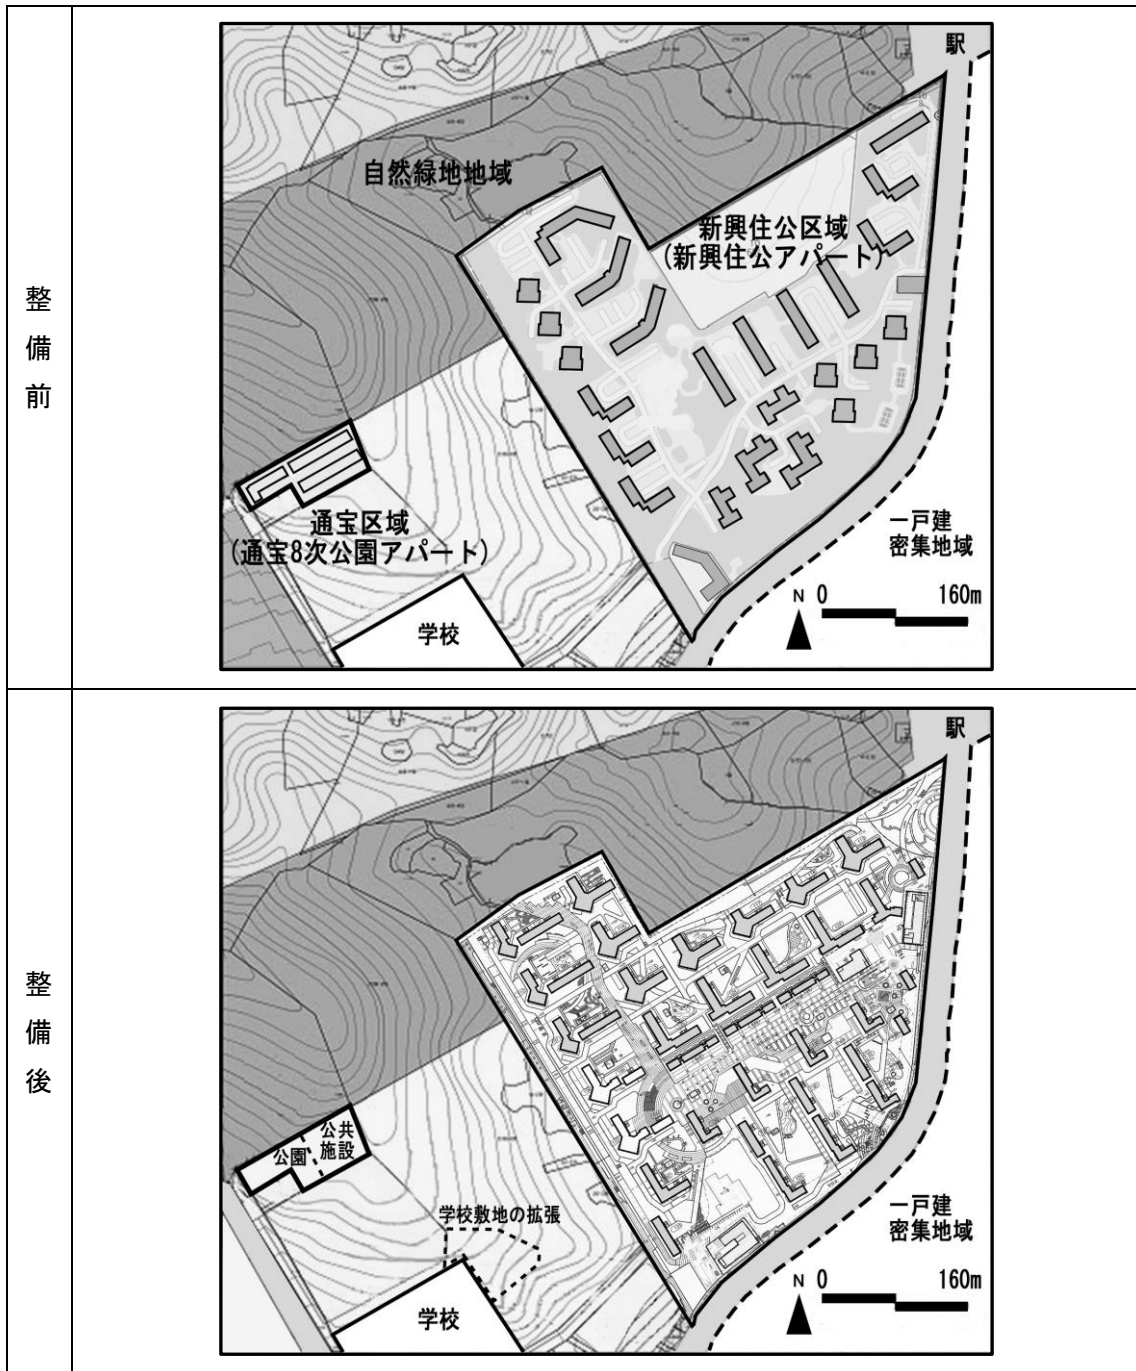 整
備
前
駅
自然緑地地域
新興住公区域
(新興住公アパート)
通宝区域
(通宝8次公園アパート)
学校
一戸建
密集地域
N 0 160m
整
備
後
駅
公園
公共
施設
学校敷地の拡張
学校
一戸建
密集地域
N 0 160m